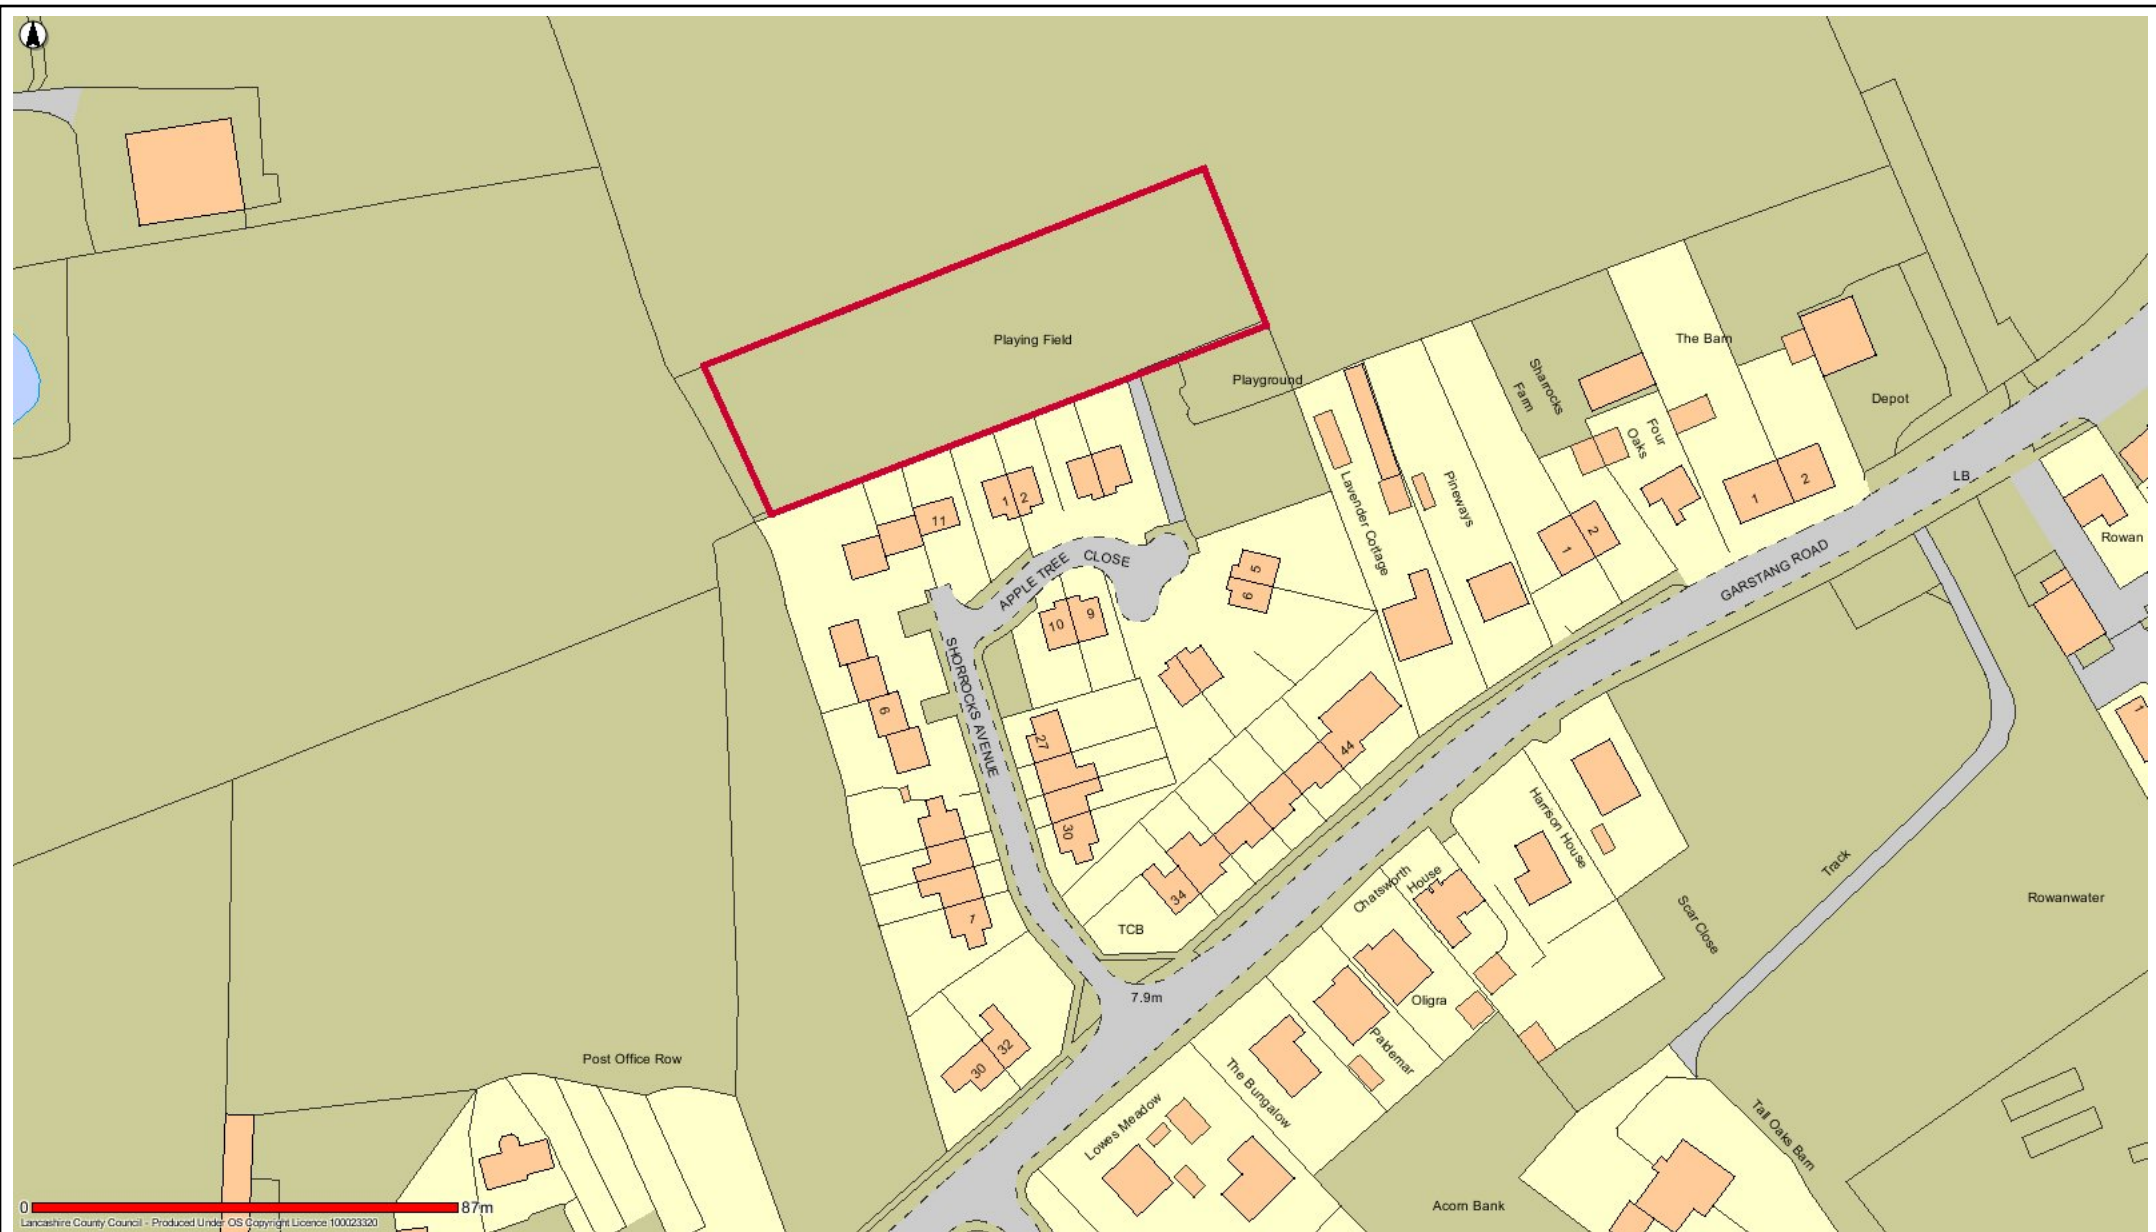 Playing Field
Playground
The Barn
Sharrocks
Farm
Four
Oaks
Depot
LB
Rowan
Lavender Cottage
Pineways
1
2
11
1
2
1
2
5
6
10
9
APPLE TREE CLOSE
GARSTANG ROAD
SHORROCKS AVENUE
6
27
30
44
34
7
TCB
7.9m
Harrison House
Chatsworth
House
Track
Scar Close
Rowanwater
1
Oligra
Paldemar
The Bungalow
30
32
Post Office Row
Lowes Meadow
Tall Oaks Barn
Acorn Bank
0
87m
Lancashire County Council - Produced Under OS Copyright Licence 100023320